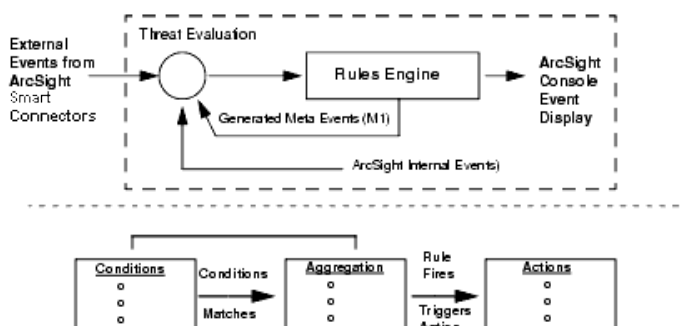 Threat Evaluation
External
Events from
ArcSight
Smart
Connectors
Rules Engine
ArcSight
Console
Event
Display
Generated Meta Events (M1)
ArcSight Internal Events)
Conditions
Conditions
Matches
Aggregation
Rule
Fires
Triggers
Action
Actions